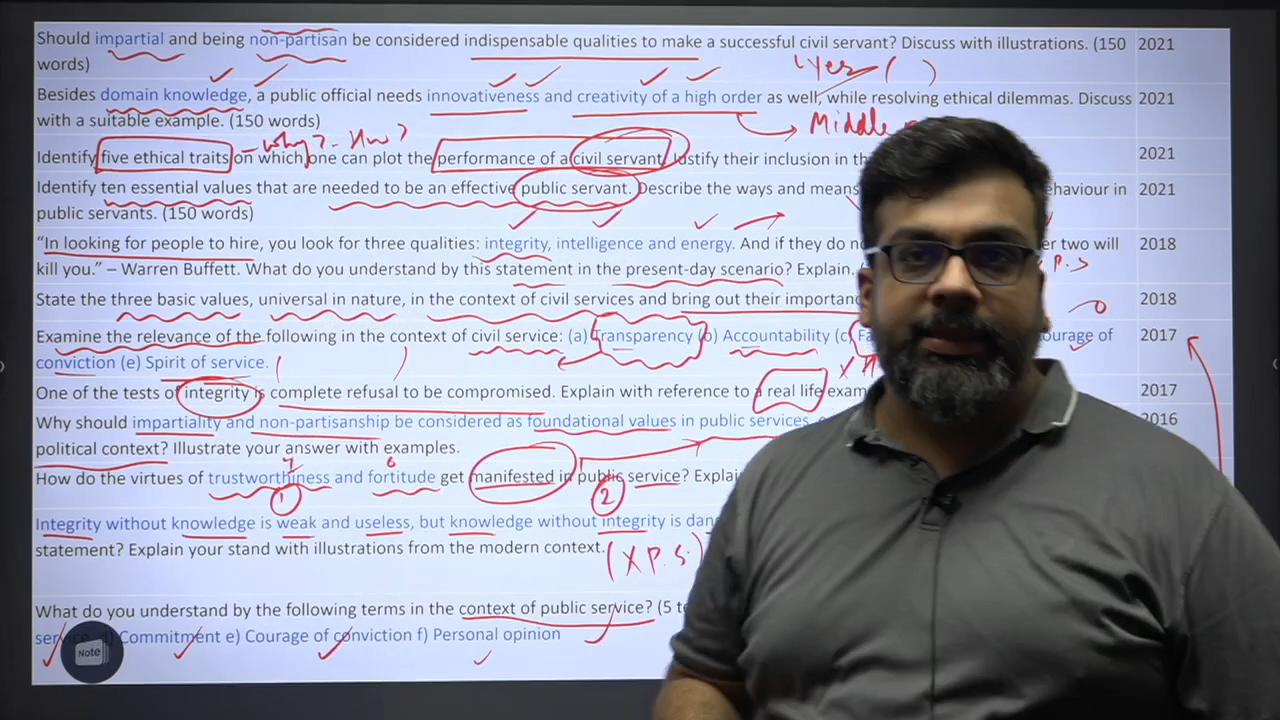 Should impartial and being non-partisan be considered indispensable qualities to make a successful civil servant? Discuss with illustrations. (150 2021
words)
Yes ( )
Besides domain knowledge, a public official needs innovativeness and creativity of a high order as well, while resolving ethical dilemmas. Discuss 2021
with a suitable example. (150 words)
Middle
why? How?
Identify five ethical traits on which one can plot the performance of a civil servant. Justify their inclusion in th 2021
Identify ten essential values that are needed to be an effective public servant. Describe the ways and means ehaviour in 2021
public servants. (150 words)
“In looking for people to hire, you look for three qualities: integrity, intelligence and energy. And if they do no er two will 2018
kill you.” – Warren Buffett. What do you understand by this statement in the present-day scenario? Explain. P.S
State the three basic values, universal in nature, in the context of civil services and bring out their importanc 2018
Examine the relevance of the following in the context of civil service: (a) Transparency (b) Accountability (c) Fa ourage of 2017
conviction (e) Spirit of service.
One of the tests of integrity is complete refusal to be compromised. Explain with reference to a real life exam 2017
Why should impartiality and non-partisanship be considered as foundational values in public services, 2016
political context? Illustrate your answer with examples.
How do the virtues of trustworthiness and fortitude get manifested in public service? Explai
1 2
Integrity without knowledge is weak and useless, but knowledge without integrity is dan
statement? Explain your stand with illustrations from the modern context. (X P.S.)
What do you understand by the following terms in the context of public service? (5 te
Commitment e) Courage of conviction f) Personal opinion
Note